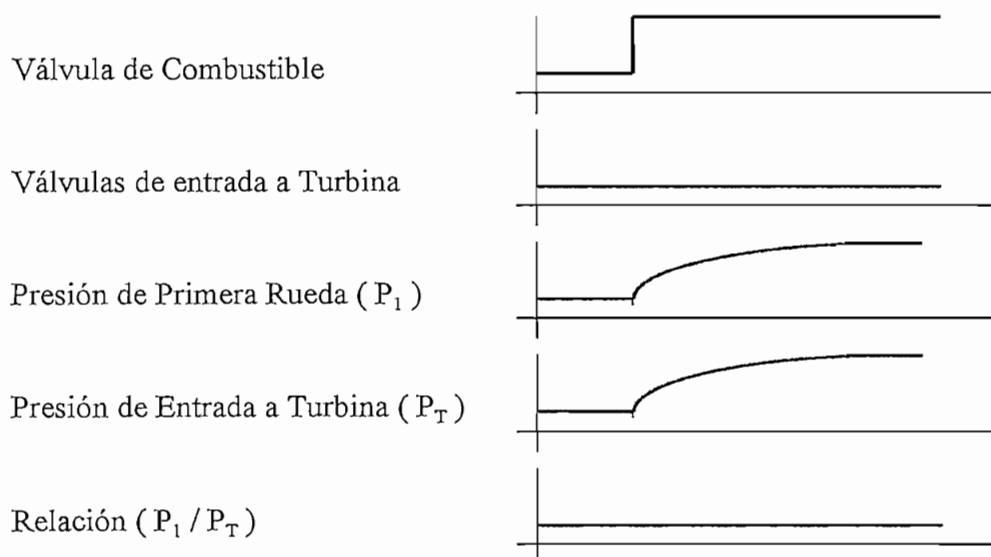 Válvula de Combustible
Válvulas de entrada a Turbina
Presión de Primera Rueda ( P₁ )
Presión de Entrada a Turbina ( P_T )
Relación ( P₁ / P_T )